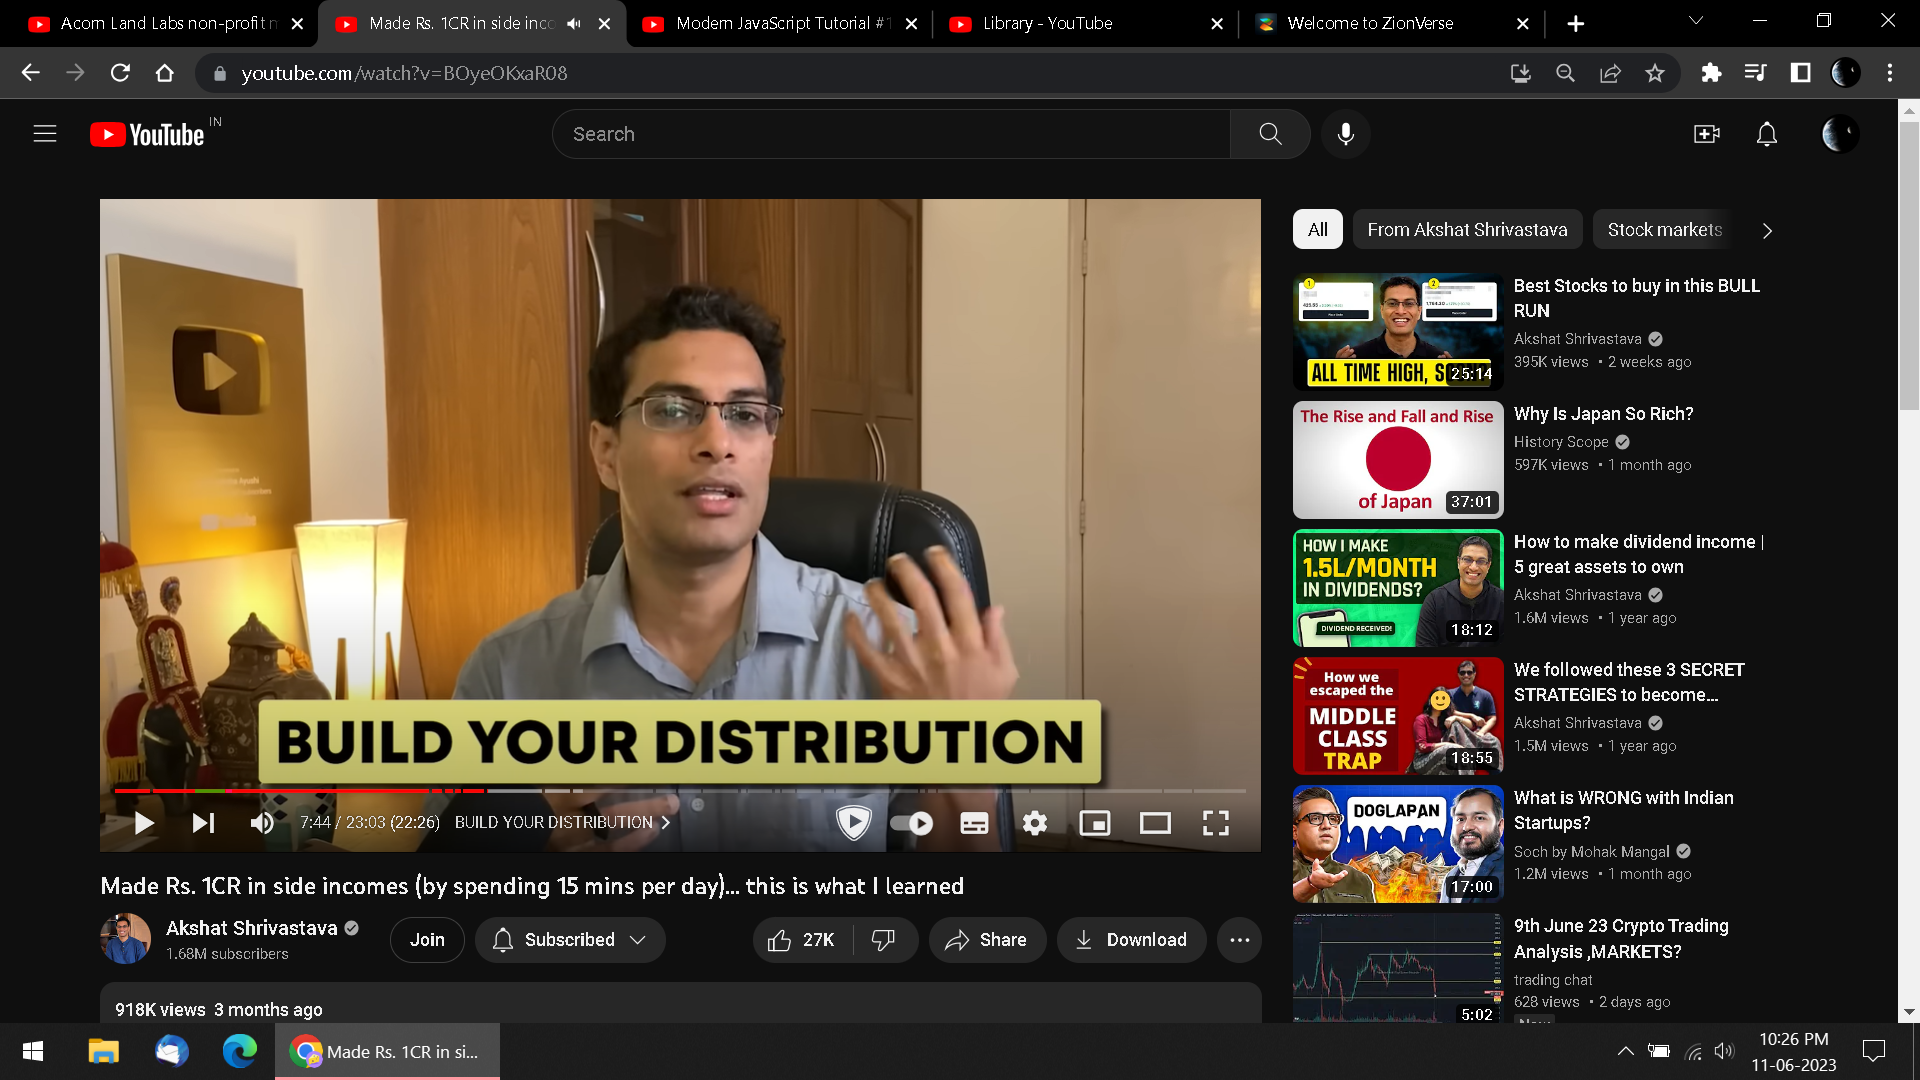 Acorn Land Labs non-profit n
Made Rs. 1CR in side inco
Modern JavaScript Tutorial #1
Library - YouTube
Welcome to ZionVerse
youtube.com/watch?v=BOyeOKxaR08
YouTube IN
Search
All
From Akshat Shrivastava
Stock markets
BUILD YOUR DISTRIBUTION
7:44 / 23:03 (22:26) BUILD YOUR DISTRIBUTION
Made Rs. 1CR in side incomes (by spending 15 mins per day)... this is what I learned
Akshat Shrivastava
1.68M subscribers
Join
Subscribed
27K
Share
Download
918K views 3 months ago
ALL TIME HIGH,
25:14
Best Stocks to buy in this BULL
RUN
Akshat Shrivastava
395K views • 2 weeks ago
The Rise and Fall and Rise
of Japan
37:01
Why Is Japan So Rich?
History Scope
597K views • 1 month ago
HOW I MAKE
1.5L/MONTH
IN DIVIDENDS?
DIVIDEND RECEIVED!
18:12
How to make dividend income |
5 great assets to own
Akshat Shrivastava
1.6M views • 1 year ago
How we
escaped the
MIDDLE
CLASS
TRAP
18:55
We followed these 3 SECRET
STRATEGIES to become...
Akshat Shrivastava
1.5M views • 1 year ago
DOGLAPAN
17:00
What is WRONG with Indian
Startups?
Soch by Mohak Mangal
1.2M views • 1 month ago
5:02
9th June 23 Crypto Trading
Analysis ,MARKETS?
trading chat
628 views • 2 days ago
New
Made Rs. 1CR in si...
10:26 PM
11-06-2023